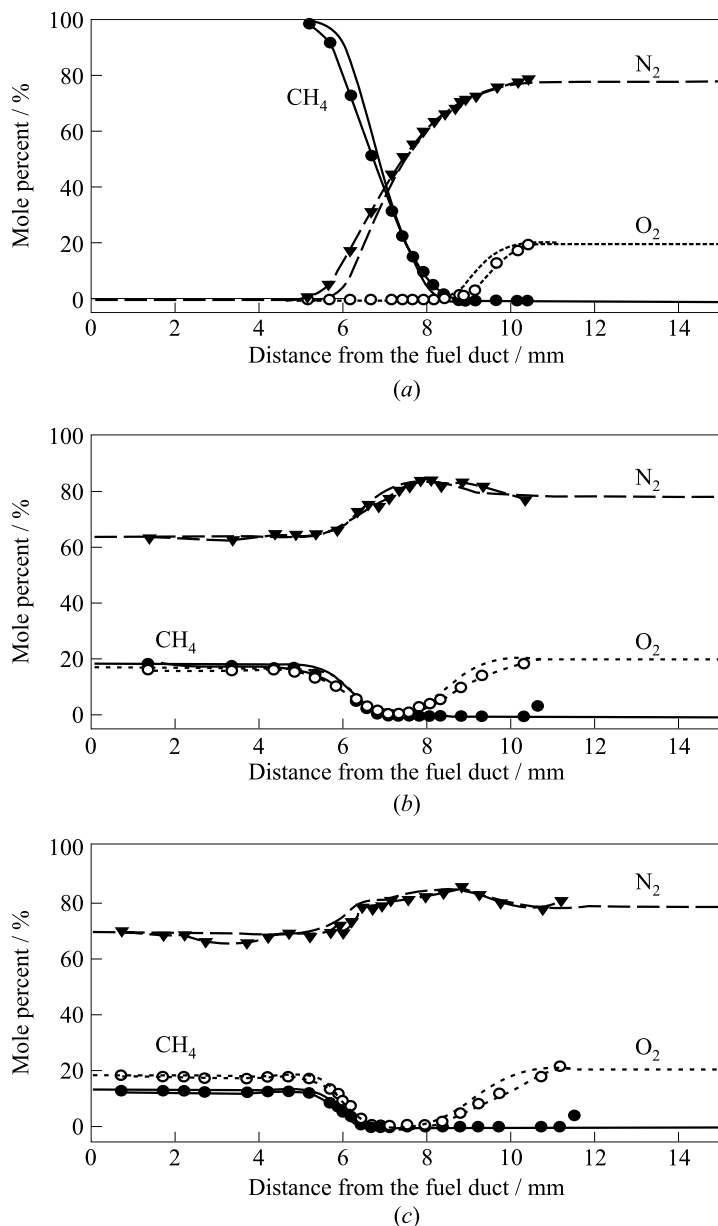 100
80
60
40
20
0
Mole percent / %
CH4
N2
O2
0 2 4 6 8 10 12 14
Distance from the fuel duct / mm
(a)
100
80
60
40
20
0
Mole percent / %
N2
CH4
O2
0 2 4 6 8 10 12 14
Distance from the fuel duct / mm
(b)
100
80
60
40
20
0
Mole percent / %
N2
CH4
O2
0 2 4 6 8 10 12 14
Distance from the fuel duct / mm
(c)